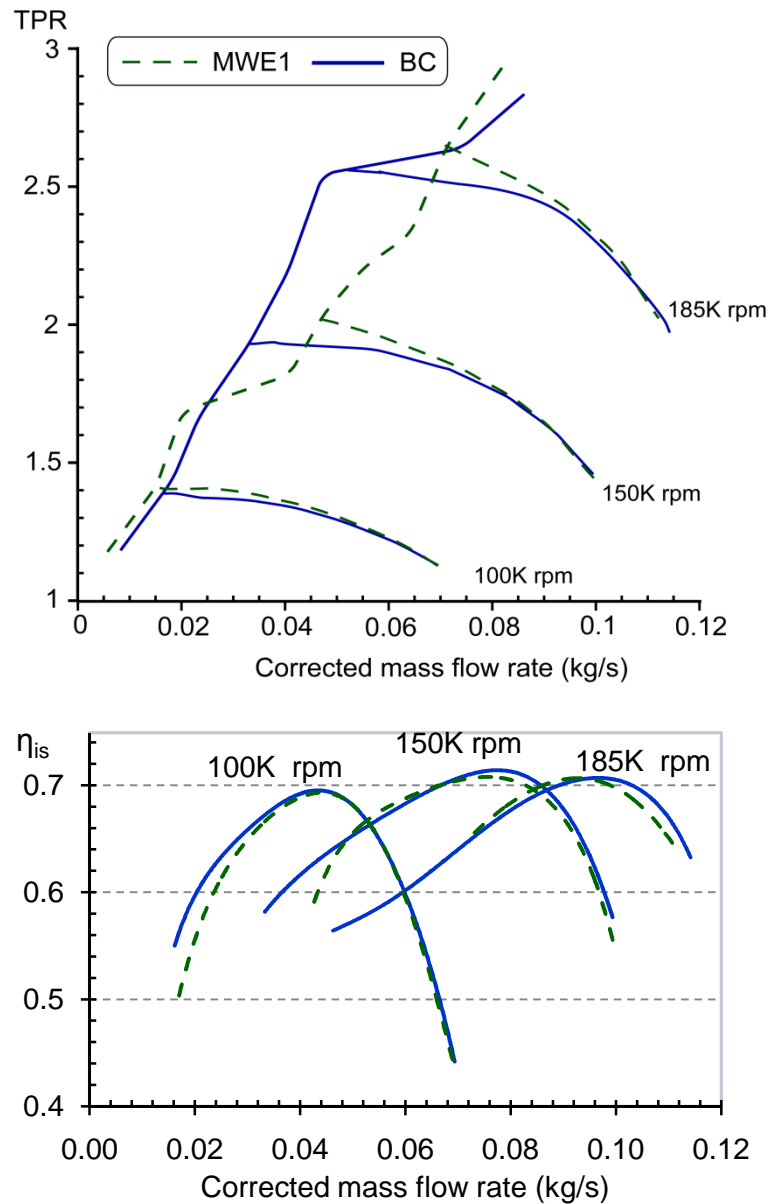 TPR
3
MWE1 BC
2.5
185K rpm
2
150K rpm
1.5
100K rpm
1
0 0.02 0.04 0.06 0.08 0.1 0.12
Corrected mass flow rate (kg/s)
ηis
150K rpm
100K rpm
185K rpm
0.7
0.6
0.5
0.4
0.00 0.02 0.04 0.06 0.08 0.10 0.12
Corrected mass flow rate (kg/s)